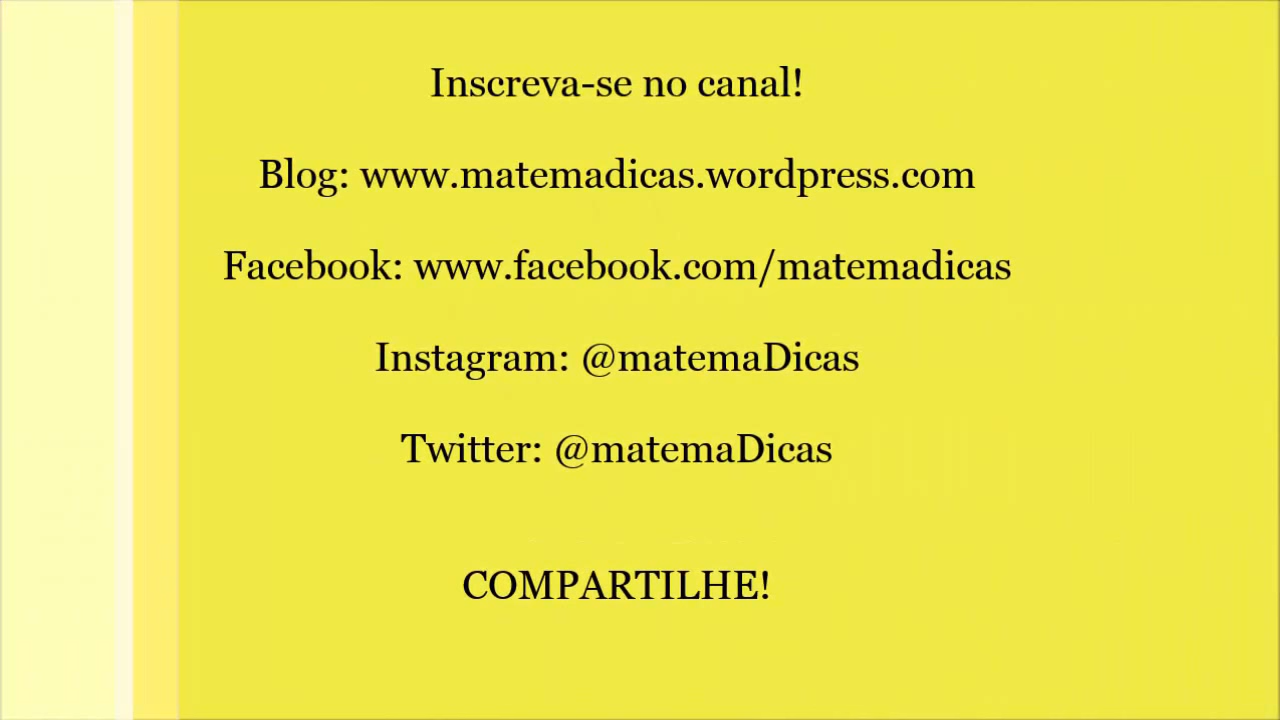 Inscreva-se no canal!
Blog: www.matemadicas.wordpress.com
Facebook: www.facebook.com/matemadicas
Instagram: @matemaDicas
Twitter: @matemaDicas
COMPARTILHE!